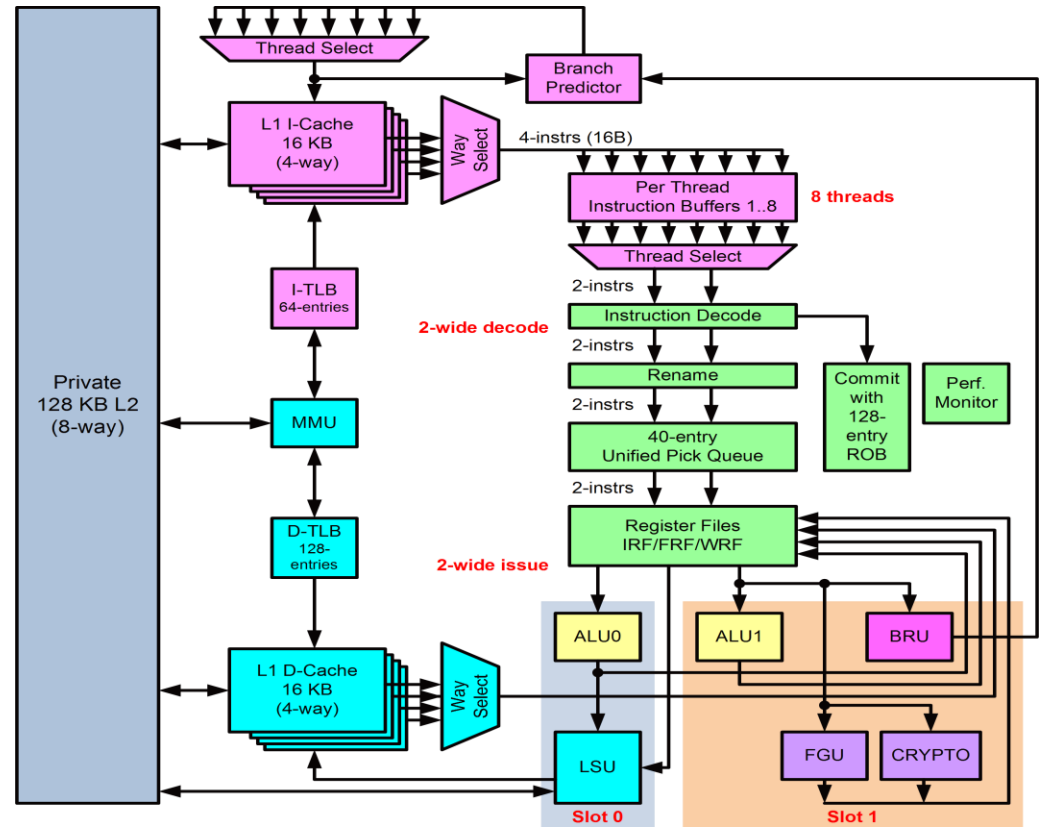 Thread Select
Branch
Predictor
L1 I-Cache
16 KB
(4-way)
Way
Select
4-instrs (16B)
Per Thread
Instruction Buffers 1..8
8 threads
Thread Select
I-TLB
64-entries
2-instrs
Instruction Decode
2-wide decode
2-instrs
Rename
Private
128 KB L2
(8-way)
MMU
Commit
with
128-
entry
ROB
Perf.
Monitor
2-instrs
40-entry
Unified Pick Queue
2-instrs
D-TLB
128-
entries
Register Files
IRF/FRF/WRF
2-wide issue
ALU0
ALU1
BRU
L1 D-Cache
16 KB
(4-way)
Way
Select
LSU
FGU
CRYPTO
Slot 0
Slot 1